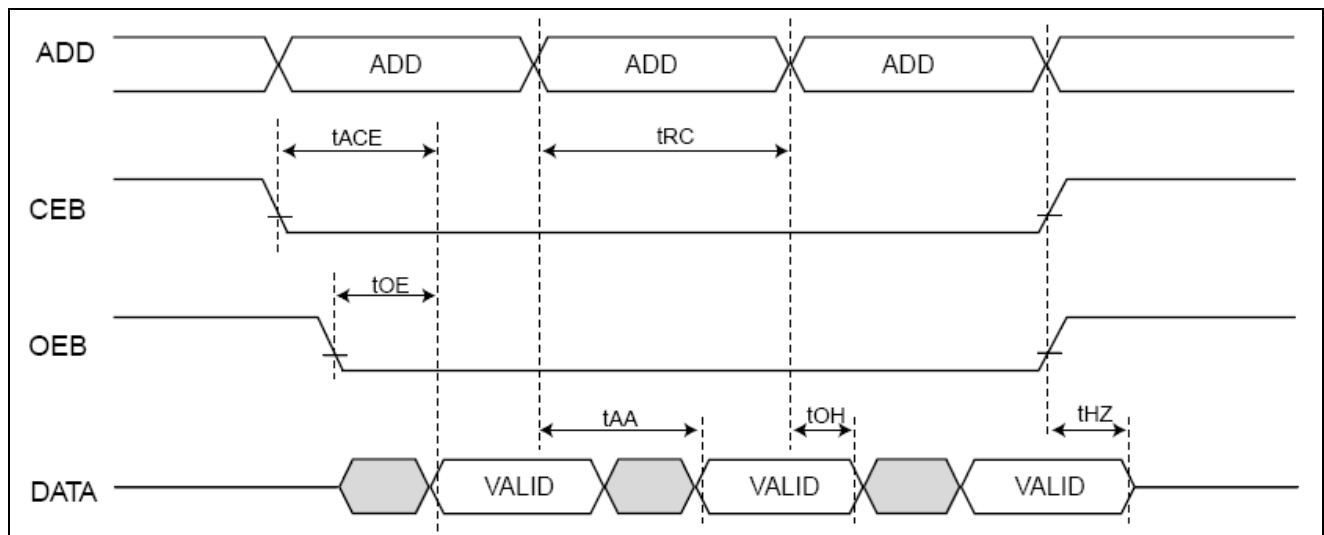 ADD
ADD
ADD
ADD
tACE
tRC
CEB
tOE
OEB
tAA
tOH
tHZ
DATA
VALID
VALID
VALID